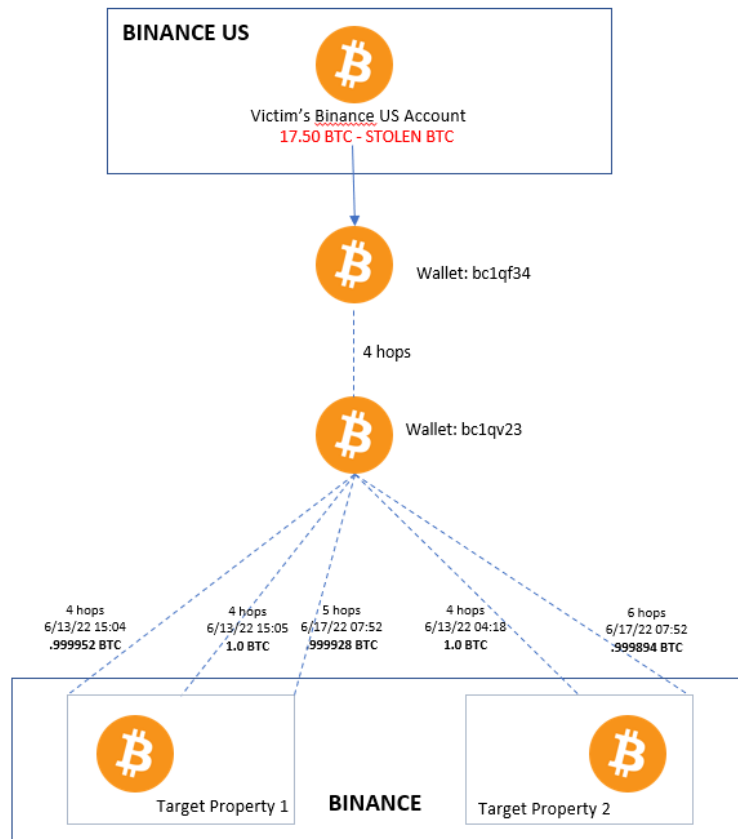 BINANCE US
Victim's Binance US Account
17.50 BTC - STOLEN BTC
Wallet: bc1qf34
4 hops
Wallet: bc1qv23
4 hops
6/13/22 15:04
.999952 BTC
4 hops
6/13/22 15:05
1.0 BTC
5 hops
6/17/22 07:52
.999928 BTC
4 hops
6/13/22 04:18
1.0 BTC
6 hops
6/17/22 07:52
.999894 BTC
Target Property 1
BINANCE
Target Property 2